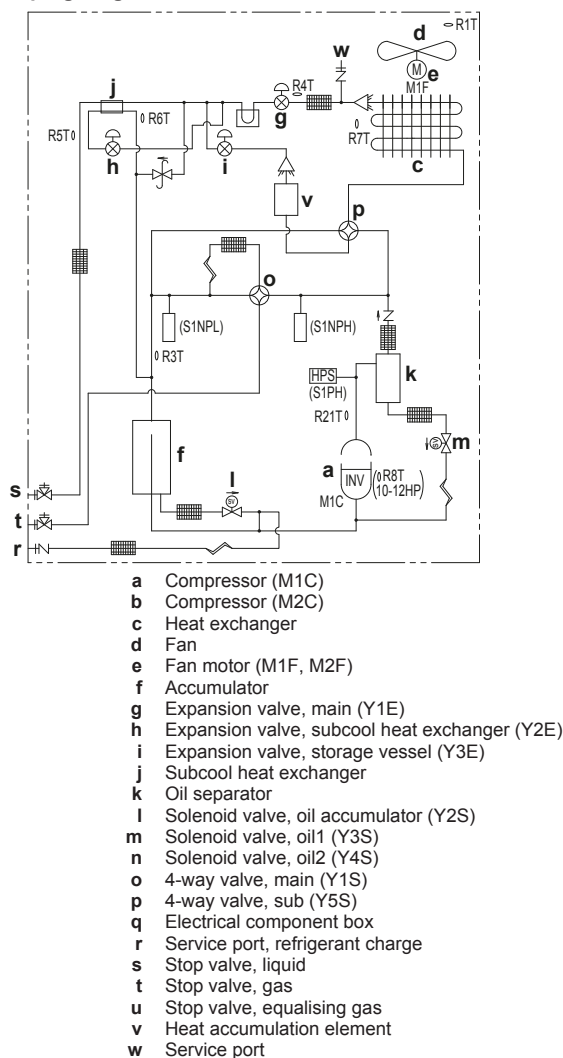 d
R1T
w
M
e
j
R4T
M1F
R6T
g
R5T
R7T
h
i
c
v
p
o
(S1NPL)
(S1NPH)
R3T
HPS
k
(S1PH)
R21T
f
SV
m
l
a
R8T
s
SV
INV
(10-12HP)
M1C
t
r
a Compressor (M1C)
b Compressor (M2C)
c Heat exchanger
d Fan
e Fan motor (M1F, M2F)
f Accumulator
g Expansion valve, main (Y1E)
h Expansion valve, subcool heat exchanger (Y2E)
i Expansion valve, storage vessel (Y3E)
j Subcool heat exchanger
k Oil separator
l Solenoid valve, oil accumulator (Y2S)
m Solenoid valve, oil1 (Y3S)
n Solenoid valve, oil2 (Y4S)
o 4-way valve, main (Y1S)
p 4-way valve, sub (Y5S)
q Electrical component box
r Service port, refrigerant charge
s Stop valve, liquid
t Stop valve, gas
u Stop valve, equalising gas
v Heat accumulation element
w Service port